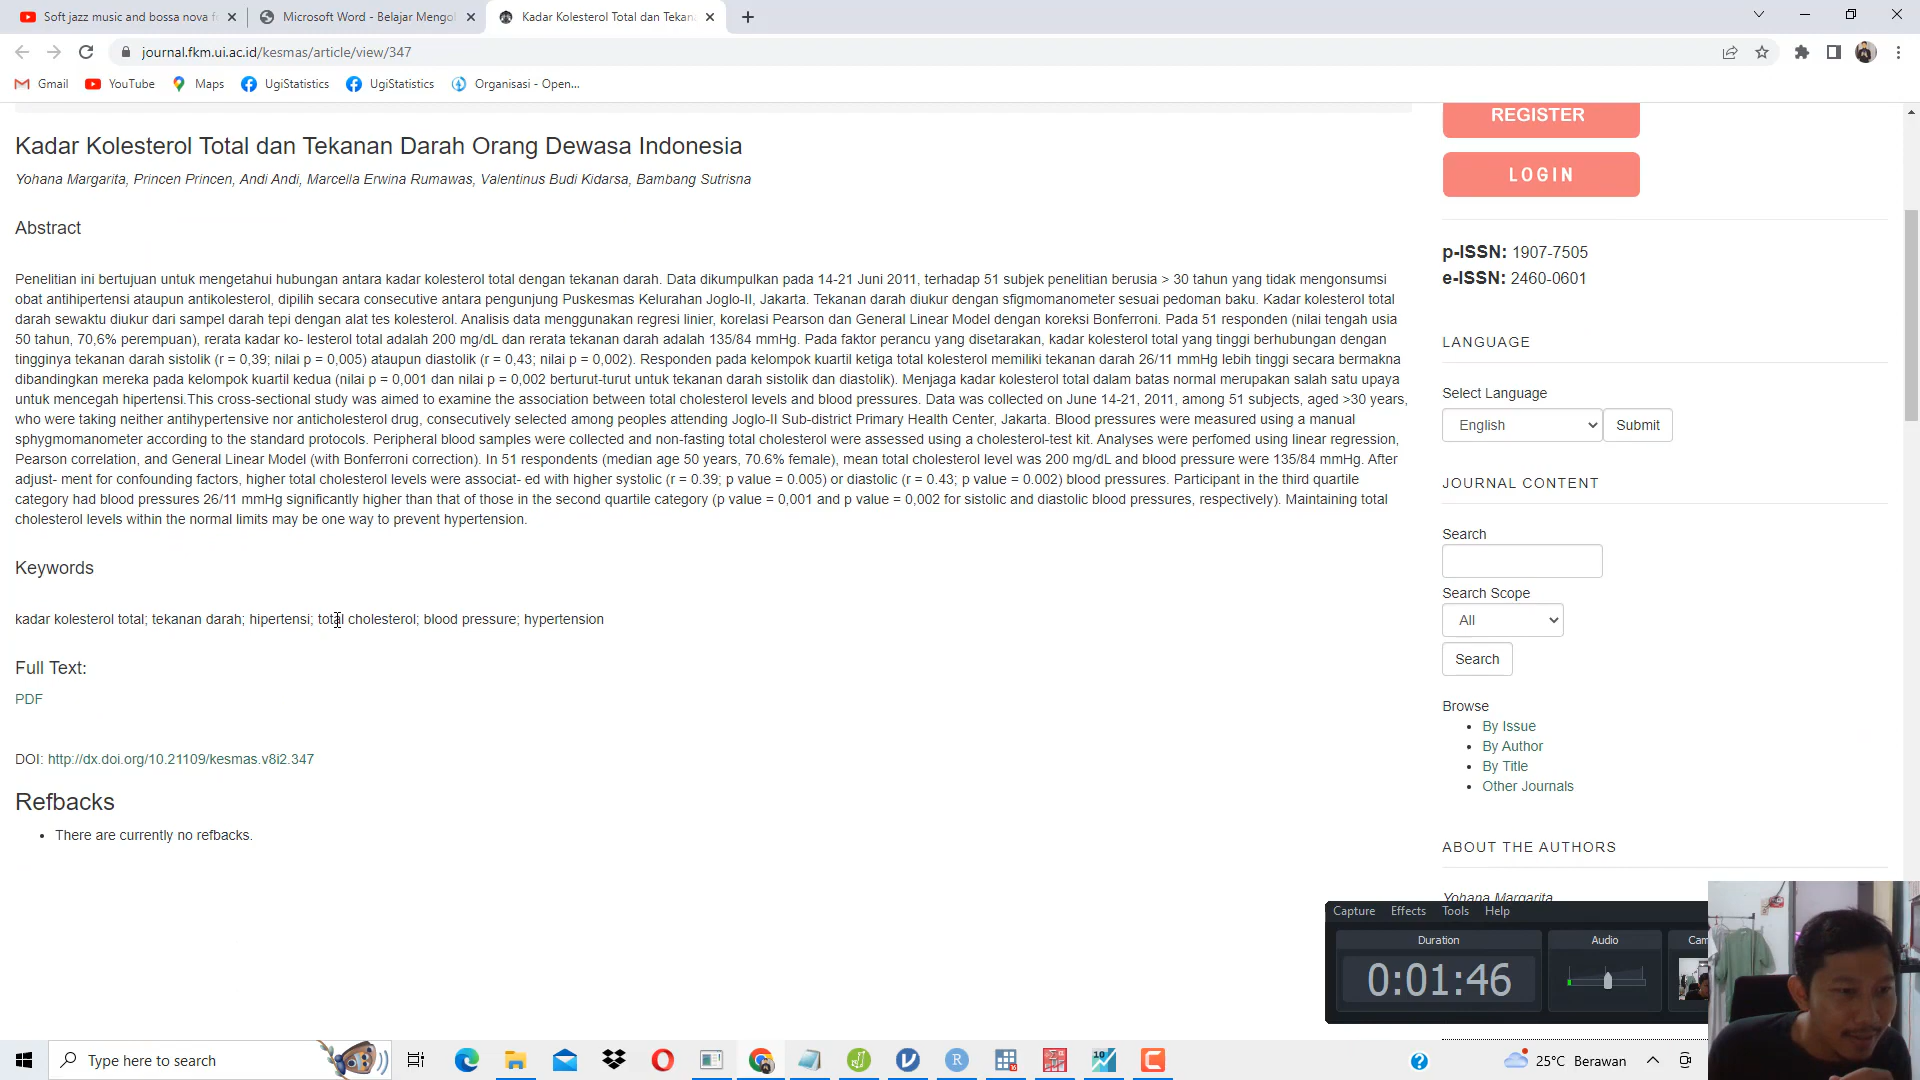 Soft jazz music and bossa nova f
Microsoft Word - Belajar Mengol
Kadar Kolesterol Total dan Tekan
journal.fkm.ui.ac.id/kesmas/article/view/347
Gmail
YouTube
Maps
UgiStatistics
UgiStatistics
Organisasi - Open...
Kadar Kolesterol Total dan Tekanan Darah Orang Dewasa Indonesia
Yohana Margarita, Princen Princen, Andi Andi, Marcella Erwina Rumawas, Valentinus Budi Kidarsa, Bambang Sutrisna
Abstract
Penelitian ini bertujuan untuk mengetahui hubungan antara kadar kolesterol total dengan tekanan darah. Data dikumpulkan pada 14-21 Juni 2011, terhadap 51 subjek penelitian berusia > 30 tahun yang tidak mengonsumsi
obat antihipertensi ataupun antikolesterol, dipilih secara consecutive antara pengunjung Puskesmas Kelurahan Joglo-II, Jakarta. Tekanan darah diukur dengan sfigmomanometer sesuai pedoman baku. Kadar kolesterol total
darah sewaktu diukur dari sampel darah tepi dengan alat tes kolesterol. Analisis data menggunakan regresi linier, korelasi Pearson dan General Linear Model dengan koreksi Bonferroni. Pada 51 responden (nilai tengah usia
50 tahun, 70,6% perempuan), rerata kadar ko- lesterol total adalah 200 mg/dL dan rerata tekanan darah adalah 135/84 mmHg. Pada faktor perancu yang disetarakan, kadar kolesterol total yang tinggi berhubungan dengan
tingginya tekanan darah sistolik (r = 0,39; nilai p = 0,005) ataupun diastolik (r = 0,43; nilai p = 0,002). Responden pada kelompok kuartil ketiga total kolesterol memiliki tekanan darah 26/11 mmHg lebih tinggi secara bermakna
dibandingkan mereka pada kelompok kuartil kedua (nilai p = 0,001 dan nilai p = 0,002 berturut-turut untuk tekanan darah sistolik dan diastolik). Menjaga kadar kolesterol total dalam batas normal merupakan salah satu upaya
untuk mencegah hipertensi.This cross-sectional study was aimed to examine the association between total cholesterol levels and blood pressures. Data was collected on June 14-21, 2011, among 51 subjects, aged >30 years,
who were taking neither antihypertensive nor anticholesterol drug, consecutively selected among peoples attending Joglo-II Sub-district Primary Health Center, Jakarta. Blood pressures were measured using a manual
sphygmomanometer according to the standard protocols. Peripheral blood samples were collected and non-fasting total cholesterol were assessed using a cholesterol-test kit. Analyses were perfomed using linear regression,
Pearson correlation, and General Linear Model (with Bonferroni correction). In 51 respondents (median age 50 years, 70.6% female), mean total cholesterol level was 200 mg/dL and blood pressure were 135/84 mmHg. After
adjust- ment for confounding factors, higher total cholesterol levels were associat- ed with higher systolic (r = 0.39; p value = 0.005) or diastolic (r = 0.43; p value = 0.002) blood pressures. Participant in the third quartile
category had blood pressures 26/11 mmHg significantly higher than that of those in the second quartile category (p value = 0,001 and p value = 0,002 for sistolic and diastolic blood pressures, respectively). Maintaining total
cholesterol levels within the normal limits may be one way to prevent hypertension.
Keywords
kadar kolesterol total; tekanan darah; hipertensi; total cholesterol; blood pressure; hypertension
Full Text:
PDF
DOI: http://dx.doi.org/10.21109/kesmas.v8i2.347
Refbacks
There are currently no refbacks.
REGISTER
LOGIN
p-ISSN: 1907-7505
e-ISSN: 2460-0601
LANGUAGE
Select Language
English
Submit
JOURNAL CONTENT
Search
Search Scope
All
Search
Browse
By Issue
By Author
By Title
Other Journals
ABOUT THE AUTHORS
Yohana Margarita
Capture Effects Tools Help
Duration
Audio
Cam
0:01:46
Type here to search
25°C Berawan